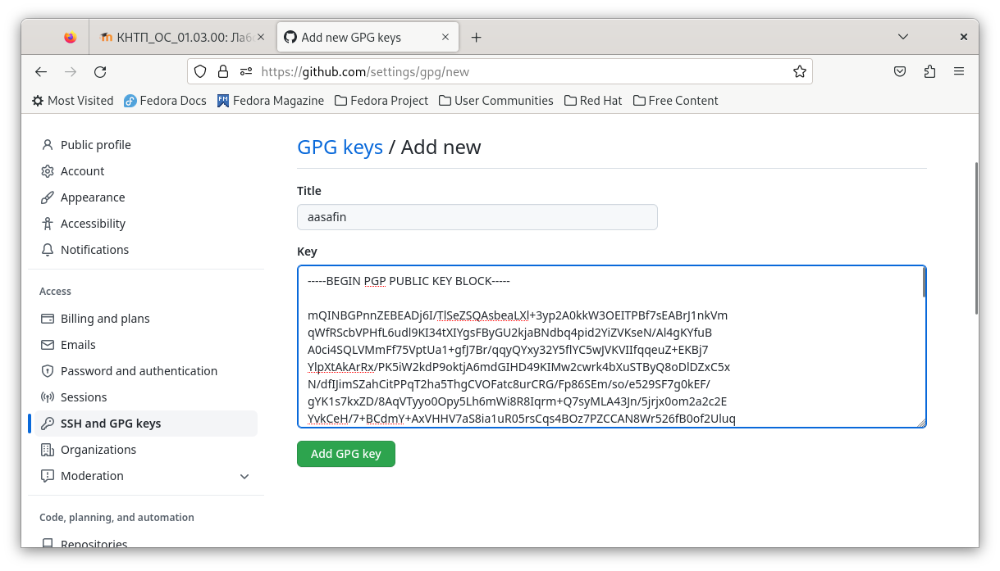 КНТП_ОС_01.03.00: Лаб
Add new GPG keys
https://github.com/settings/gpg/new
Most Visited
Fedora Docs
Fedora Magazine
Fedora Project
User Communities
Red Hat
Free Content
Public profile
Account
Appearance
Accessibility
Notifications
Access
Billing and plans
Emails
Password and authentication
Sessions
SSH and GPG keys
Organizations
Moderation
Code, planning, and automation
Repositories
GPG keys / Add new
Title
aasafin
Key
-----BEGIN PGP PUBLIC KEY BLOCK-----
mQINBGPnnZEBEADj6I/TlSeZSQAsbeaLXl+3yp2A0kkW3OEITPBf7sEABrJ1nkVm
qWfRScbVPHfL6udl9KI34tXIYgsFByGU2kjaBNdbq4pid2YiZVKseN/Al4gKYfuB
A0ci4SQLVMmFf75VptUa1+gfJ7Br/qqyQYxy32Y5flYC5wJVKVIIfqqeuZ+EKBj7
YlpXtAkArRx/PK5iW2kdP9oktjA6mdGIHD49KIMw2cwrk4bXuSTByQ8oDlDZxC5x
N/dfIJimSZahCitPPqT2ha5ThgCVOFatc8urCRG/Fp86SEm/so/e529SF7g0kEF/
gYK1s7kxZD/8AqVTyyo0Opy5Lh6mWi8R8Iqrm+Q7syMLA43Jn/5jrjx0om2a2c2E
YvkCeH/7+BCdmY+AxVHHV7aS8ia1uR05rsCqs4BOz7PZCCAN8Wr526fB0of2Uluq
Add GPG key